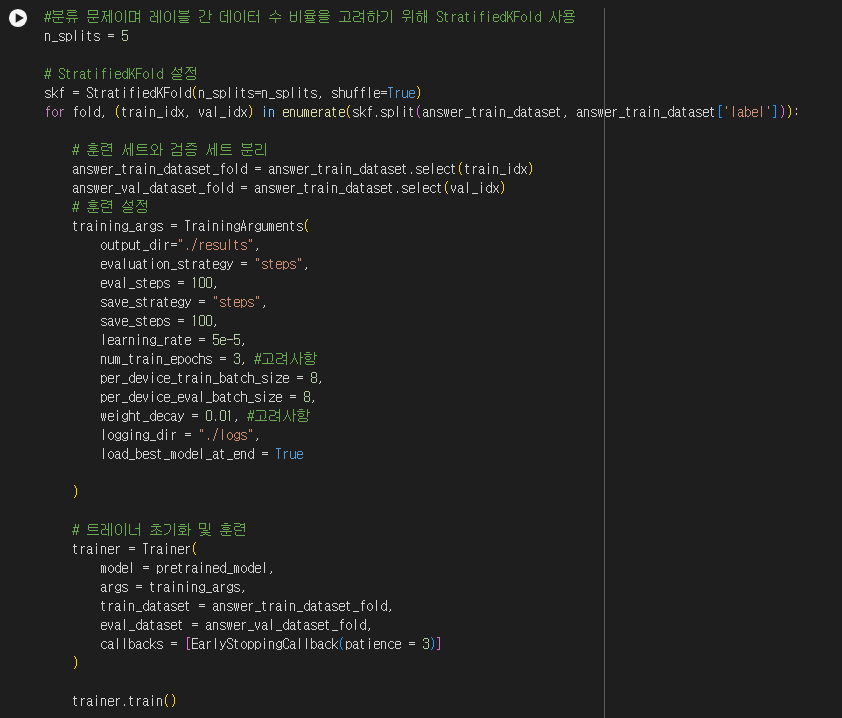 #분류 문제이며 레이블 간 데이터 수 비율을 고려하기 위해 StratifiedKFold 사용
n_splits = 5
# StratifiedKFold 설정
skf = StratifiedKFold(n_splits=n_splits, shuffle=True)
for fold, (train_idx, val_idx) in enumerate(skf.split(answer_train_dataset, answer_train_dataset['label'])):
# 훈련 세트와 검증 세트 분리
answer_train_dataset_fold = answer_train_dataset.select(train_idx)
answer_val_dataset_fold = answer_train_dataset.select(val_idx)
# 훈련 설정
training_args = TrainingArguments(
output_dir="./results",
evaluation_strategy = "steps",
eval_steps = 100,
save_strategy = "steps",
save_steps = 100,
learning_rate = 5e-5,
num_train_epochs = 3, #고려사항
per_device_train_batch_size = 8,
per_device_eval_batch_size = 8,
weight_decay = 0.01, #고려사항
logging_dir = "./logs",
load_best_model_at_end = True
)
# 트레이너 초기화 및 훈련
trainer = Trainer(
model = pretrained_model,
args = training_args,
train_dataset = answer_train_dataset_fold,
eval_dataset = answer_val_dataset_fold,
callbacks = [EarlyStoppingCallback(patience = 3)]
)
trainer.train()